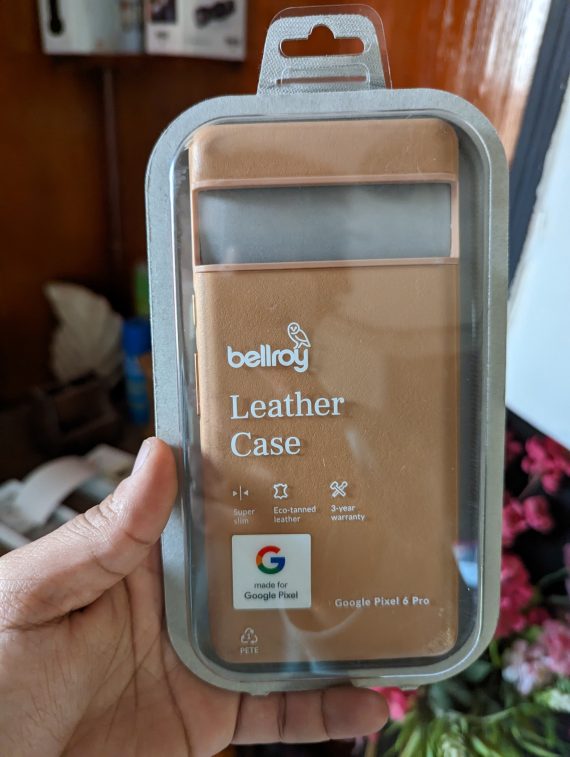 bellroy
Leather
Case
Super
slim
Eco-tanned
leather
3-year
warranty
G
made for
Google Pixel
Google Pixel 6 Pro
1
PETE